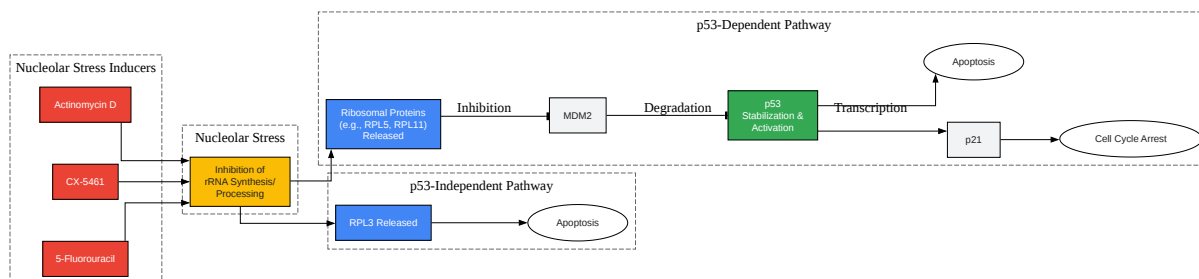 p53-Dependent Pathway
Nucleolar Stress Inducers
Actinomycin D
CX-5461
5-Fluorouracil
Nucleolar Stress
Inhibition of
rRNA Synthesis/
Processing
Ribosomal Proteins
(e.g., RPL5, RPL11)
Released
Inhibition
MDM2
Degradation
p53
Stabilization &
Activation
Transcription
Apoptosis
p21
Cell Cycle Arrest
p53-Independent Pathway
RPL3 Released
Apoptosis